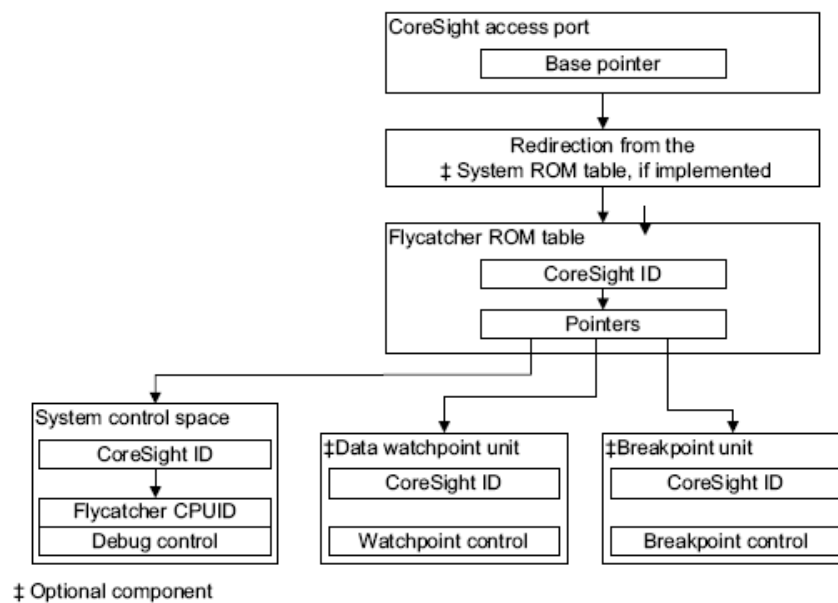 CoreSight access port
Base pointer
Redirection from the
‡ System ROM table, if implemented
Flycatcher ROM table
CoreSight ID
Pointers
System control space
CoreSight ID
Flycatcher CPUID
Debug control
‡Data watchpoint unit
CoreSight ID
Watchpoint control
‡Breakpoint unit
CoreSight ID
Breakpoint control
‡ Optional component